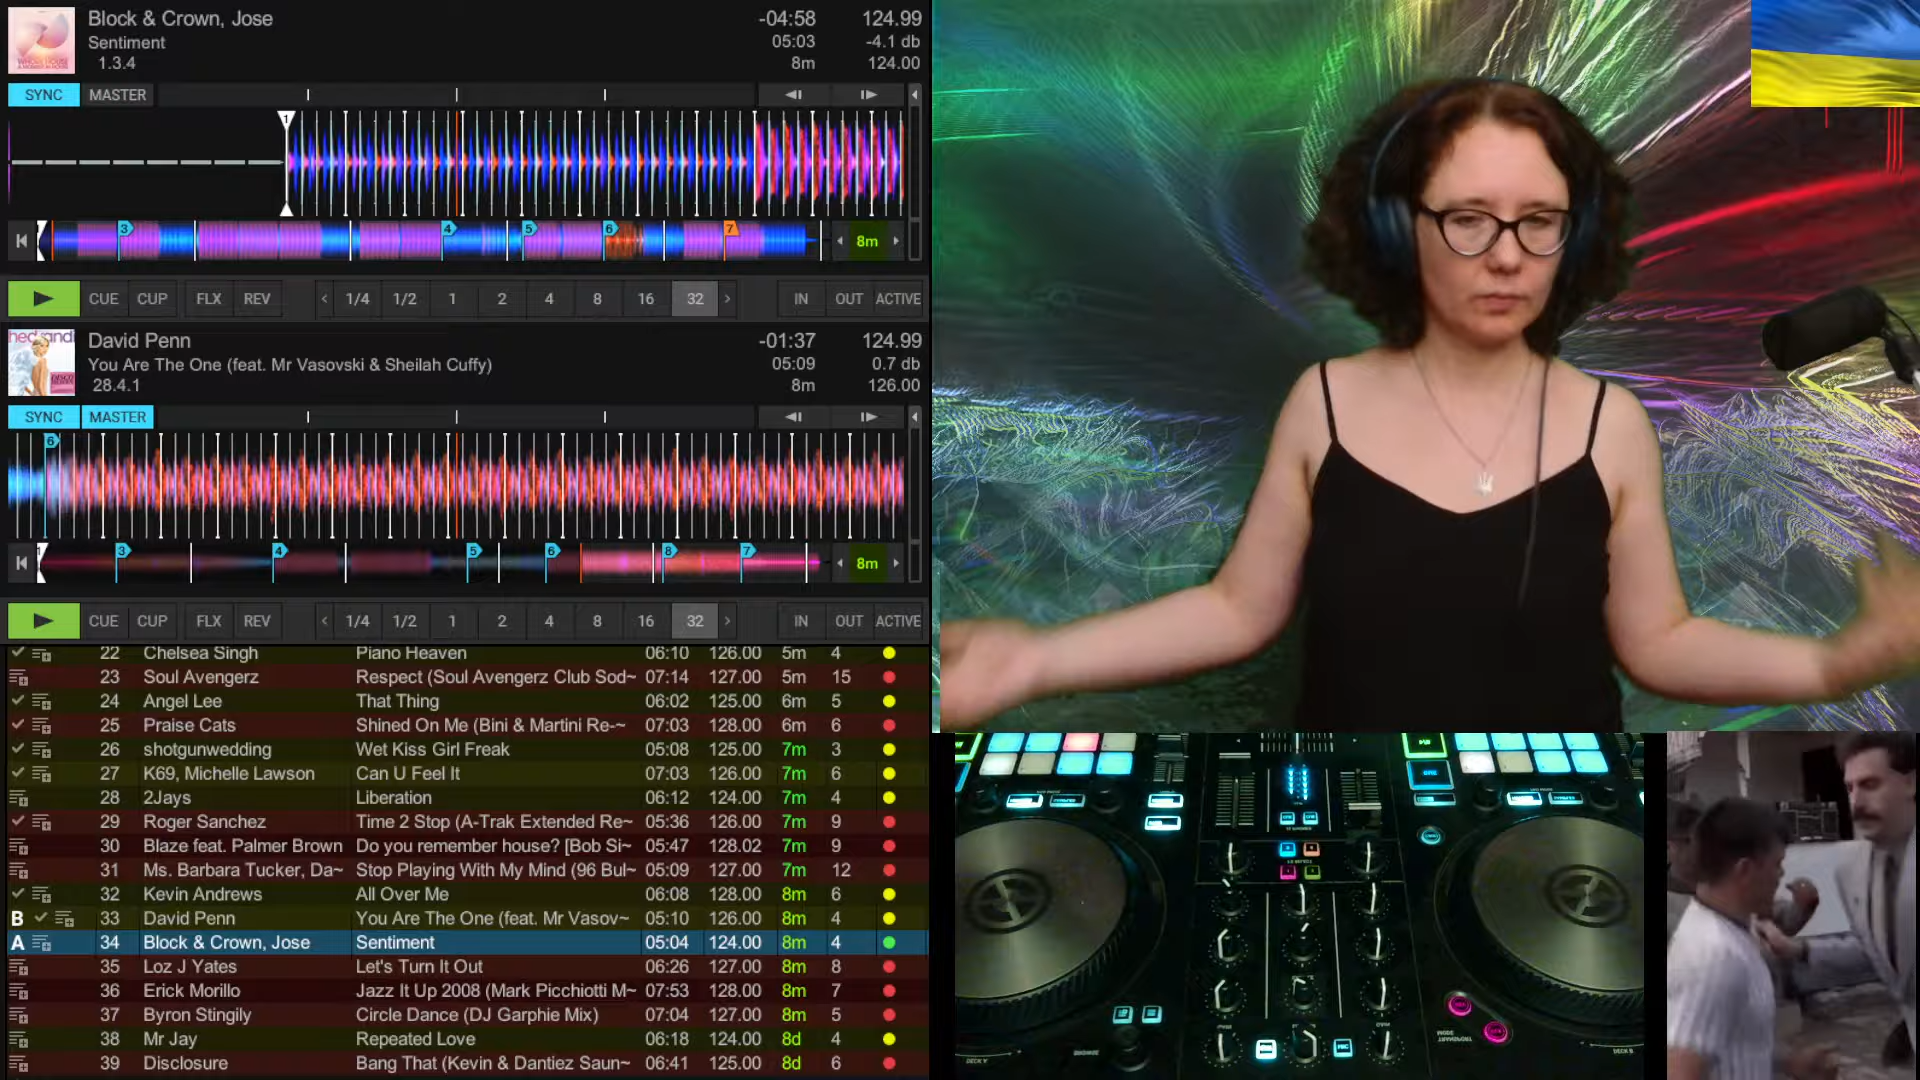 Block & Crown, Jose -04:58 124.99
Sentiment 05:03 -4.1 db
1.3.4 8m 124.00
SYNC MASTER
1
3 4 5 6 7 8m
CUE CUP FLX REV 1/4 1/2 1 2 4 8 16 32 IN OUT ACTIVE
David Penn -01:37 124.99
You Are The One (feat. Mr Vasovski & Sheilah Cuffy) 05:09 0.7 db
28.4.1 8m 126.00
SYNC MASTER
6
1 3 4 5 6 8 7 8m
CUE CUP FLX REV 1/4 1/2 1 2 4 8 16 32 IN OUT ACTIVE
22 Chelsea Singh Piano Heaven 06:10 126.00 5m 4
23 Soul Avengerz Respect (Soul Avengerz Club Sod~ 07:14 127.00 5m 15
24 Angel Lee That Thing 06:02 125.00 6m 5
25 Praise Cats Shined On Me (Bini & Martini Re-~ 07:03 128.00 6m 6
26 shotgunwedding Wet Kiss Girl Freak 05:08 125.00 7m 3
27 K69, Michelle Lawson Can U Feel It 07:03 126.00 7m 6
28 2Jays Liberation 06:12 124.00 7m 4
29 Roger Sanchez Time 2 Stop (A-Trak Extended Re~ 05:36 126.00 7m 9
30 Blaze feat. Palmer Brown Do you remember house? [Bob Si~ 05:47 128.02 7m 9
31 Ms. Barbara Tucker, Da~ Stop Playing With My Mind (96 Bul~ 05:09 127.00 7m 12
32 Kevin Andrews All Over Me 06:08 128.00 8m 6
B 33 David Penn You Are The One (feat. Mr Vasov~ 05:10 126.00 8m 4
A 34 Block & Crown, Jose Sentiment 05:04 124.00 8m 4
35 Loz J Yates Let's Turn It Out 06:26 127.00 8m 8
36 Erick Morillo Jazz It Up 2008 (Mark Picchiotti M~ 07:53 128.00 8m 7
37 Byron Stingily Circle Dance (DJ Garphie Mix) 07:04 127.00 8m 5
38 Mr Jay Repeated Love 06:18 124.00 8d 4
39 Disclosure Bang That (Kevin & Dantiez Saun~ 06:41 125.00 8d 6